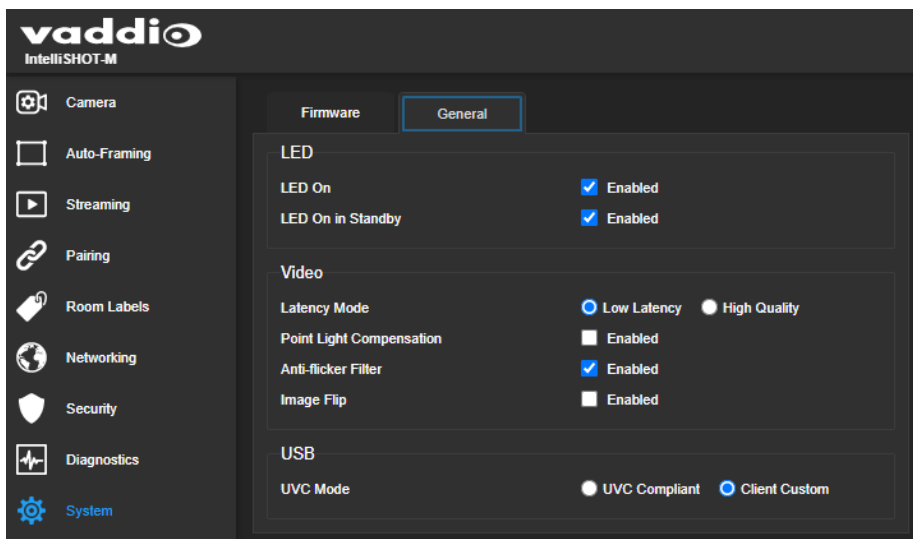 vaddio
IntelliSHOT-M
Camera
Auto-Framing
Streaming
Pairing
Room Labels
Networking
Security
Diagnostics
System
Firmware General
LED
LED On Enabled
LED On in Standby Enabled
Video
Latency Mode Low Latency High Quality
Point Light Compensation Enabled
Anti-flicker Filter Enabled
Image Flip Enabled
USB
UVC Mode UVC Compliant Client Custom